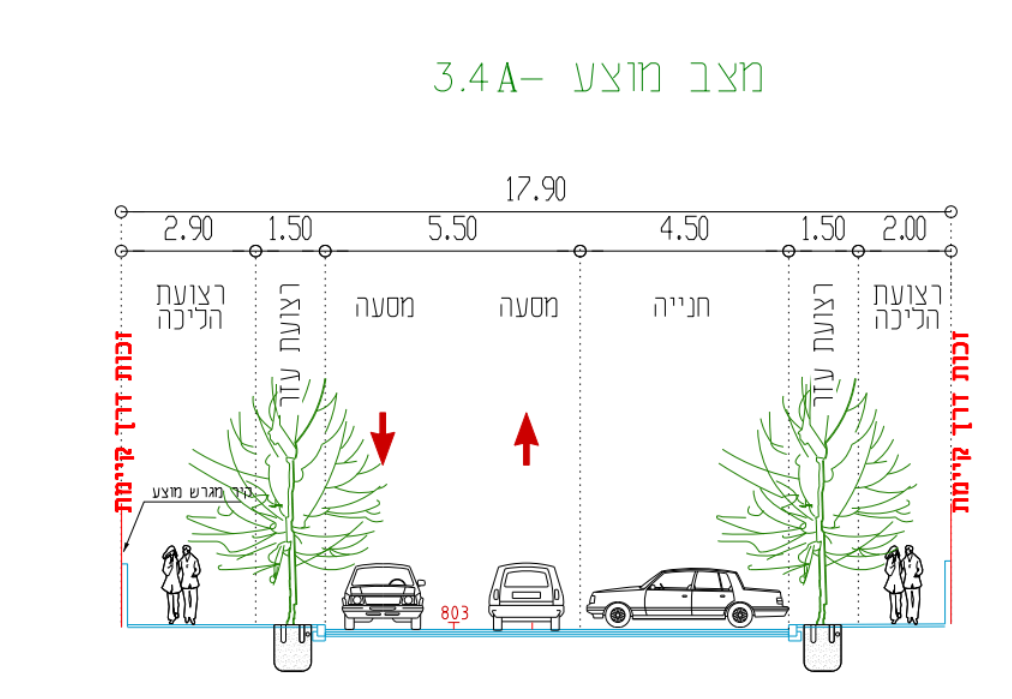 מצב מוצע -3.4A
17.90
2.90
1.50
5.50
4.50
1.50
2.00
רצועת
הליכה
רצועת עזר
מסעה
מסעה
חנייה
רצועת עזר
רצועת
הליכה
זכות דרך קיימת
זכות דרך קיימת
קיר מגרש מוצע
803